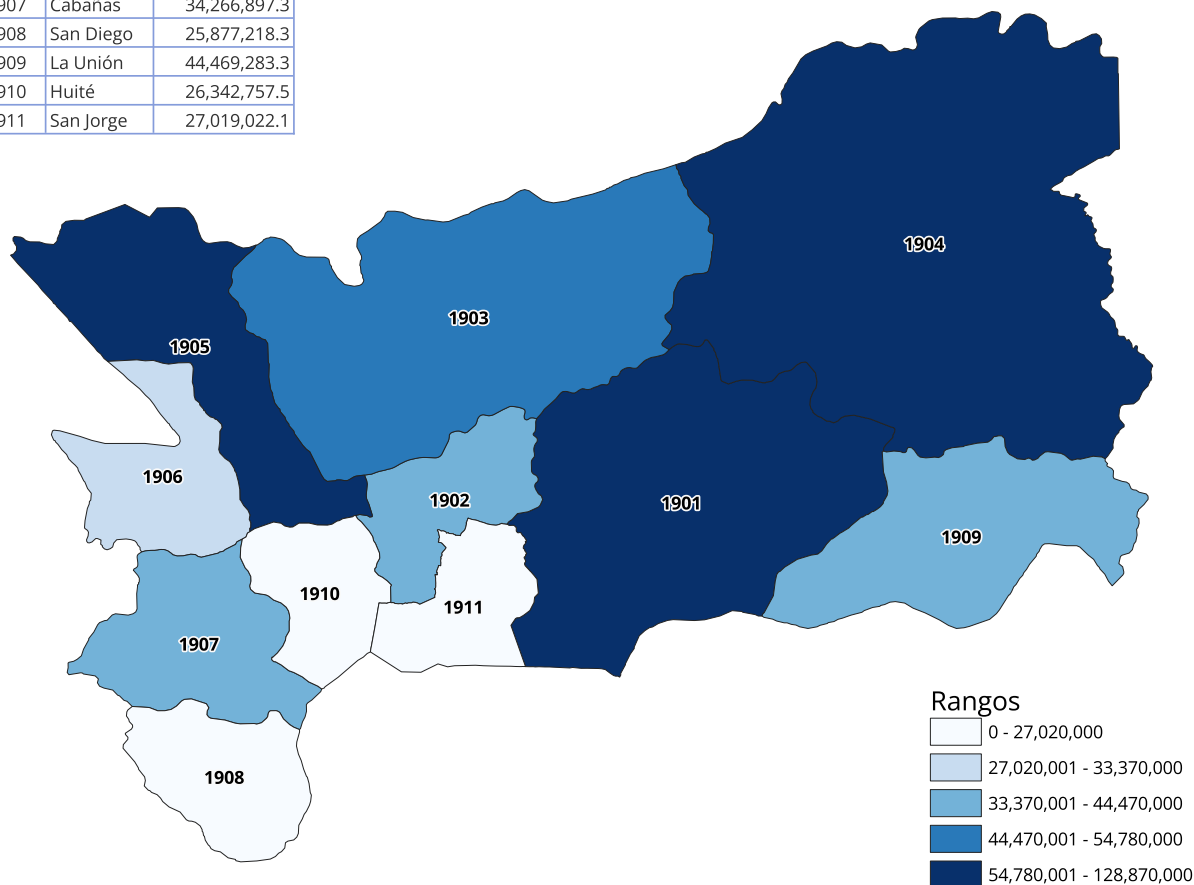 907 Cabañas 34,266,897.3
908 San Diego 25,877,218.3
909 La Unión 44,469,283.3
910 Huité 26,342,757.5
911 San Jorge 27,019,022.1
1904
1903
1905
1906
1902
1901
1909
1910
1911
1907
1908
Rangos
0 - 27,020,000
27,020,001 - 33,370,000
33,370,001 - 44,470,000
44,470,001 - 54,780,000
54,780,001 - 128,870,000